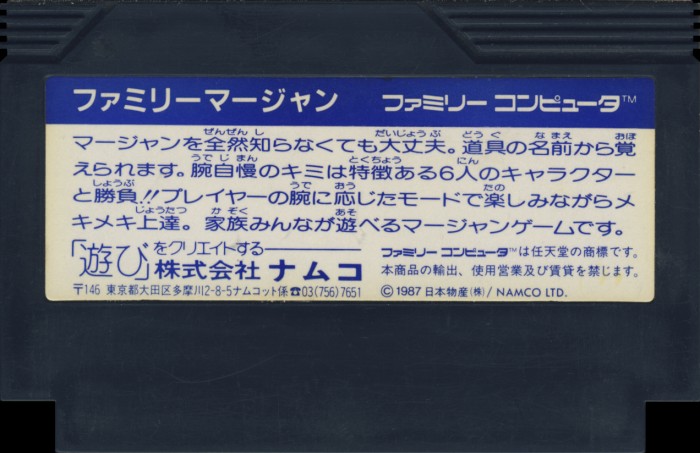 ファミリーマージャン ファミリー コンピュータ™
マージャンを全然知らなくても大丈夫。道具の名前から覚
えられます。腕自慢のキミは特徴ある6人のキャラクター
と勝負!!プレイヤーの腕に応じたモードで楽しみながらメ
キメキ上達。家族みんなが遊べるマージャンゲームです。
「遊び」をクリエイトする――
株式会社 ナムコ
〒146 東京都大田区多摩川2-8-5ナムコット係☎03(756)7651
ファミリー コンピュータ™は任天堂の商標です。
本商品の輸出、使用営業及び賃貸を禁じます。
©1987 日本物産(株)/NAMCO LTD.